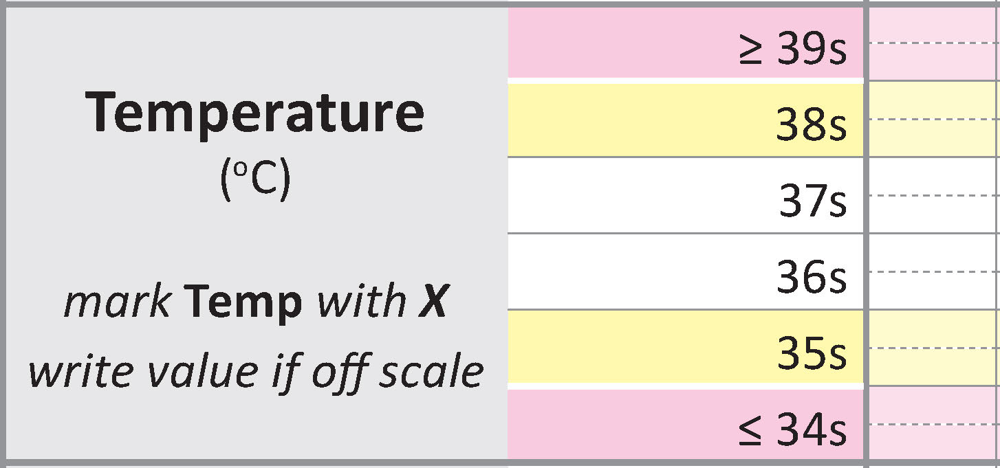 Temperature
(°C)
mark Temp with X
write value if off scale
≥ 39s
38s
37s
36s
35s
≤ 34s